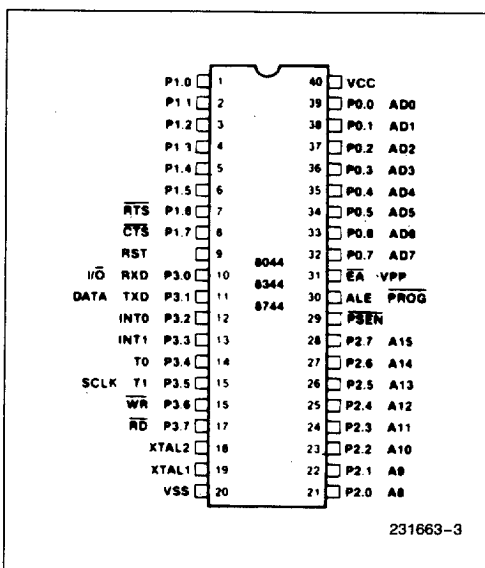 P1.0 1 40 VCC
P1.1 2 39 P0.0 AD0
P1.2 3 38 P0.1 AD1
P1.3 4 37 P0.2 AD2
P1.4 5 36 P0.3 AD3
P1.5 6 35 P0.4 AD4
RTS P1.6 7 34 P0.5 AD5
CTS P1.7 8 33 P0.6 AD6
RST 9 32 P0.7 AD7
8044
I/O RXD P3.0 10 31 EA VPP
8344
DATA TXD P3.1 11 30 ALE PROG
8744
INT0 P3.2 12 29 PSEN
INT1 P3.3 13 28 P2.7 A15
T0 P3.4 14 27 P2.6 A14
SCLK T1 P3.5 15 26 P2.5 A13
WR P3.6 16 25 P2.4 A12
RD P3.7 17 24 P2.3 A11
XTAL2 18 23 P2.2 A10
XTAL1 19 22 P2.1 A9
VSS 20 21 P2.0 A8
231663-3